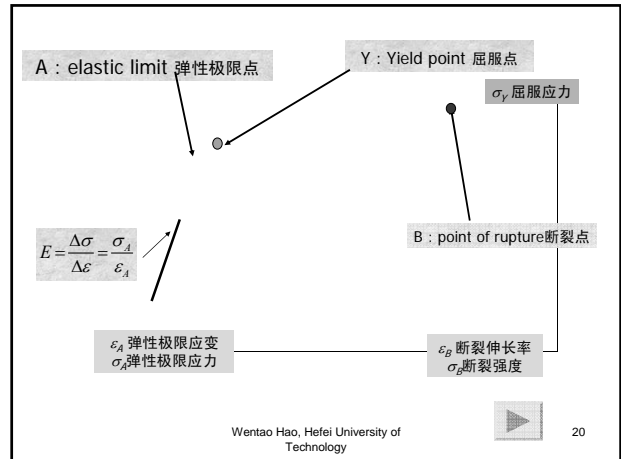 A : elastic limit 弹性极限点
Y : Yield point 屈服点
σY 屈服应力
B : point of rupture断裂点
E = Δσ/Δε = σA/εA
εA 弹性极限应变
σA弹性极限应力
εB 断裂伸长率
σB断裂强度
Wentao Hao, Hefei University of
Technology
20